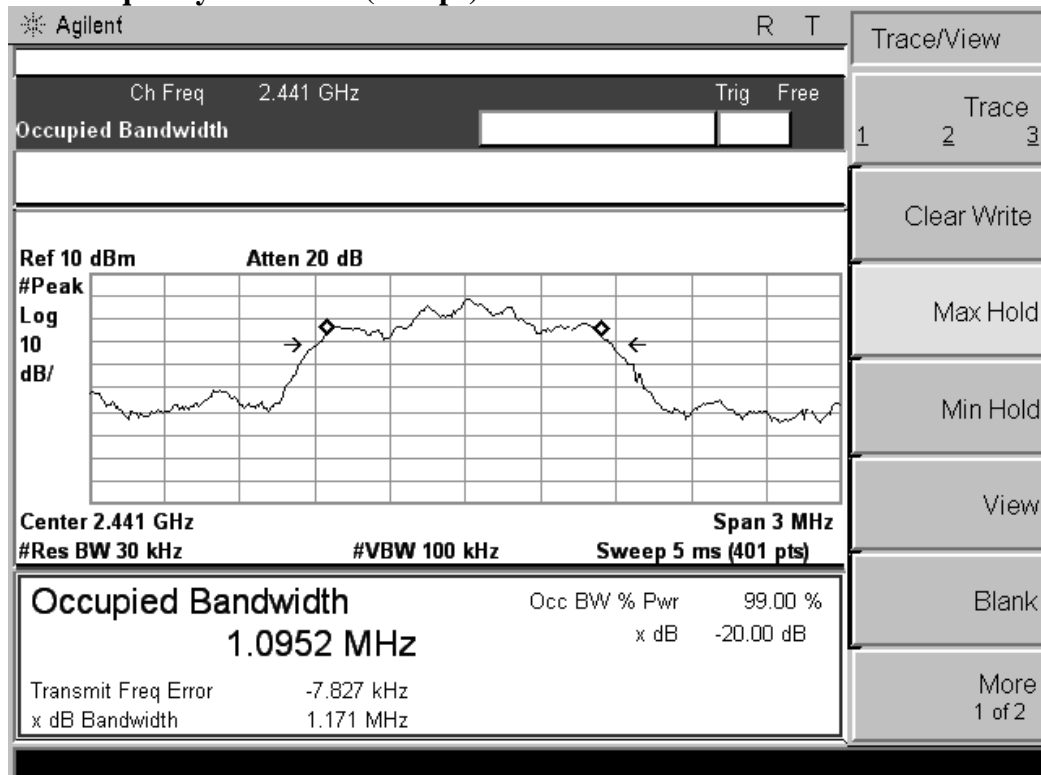 Agilent R T
Trace/View
Ch Freq 2.441 GHz Trig Free
Occupied Bandwidth
Trace
1 2 3
Clear Write
Ref 10 dBm Atten 20 dB
#Peak
Log
10
dB/
Max Hold
Min Hold
View
Center 2.441 GHz Span 3 MHz
#Res BW 30 kHz #VBW 100 kHz Sweep 5 ms (401 pts)
Occupied Bandwidth
1.0952 MHz
Occ BW % Pwr 99.00 %
x dB -20.00 dB
Transmit Freq Error -7.827 kHz
x dB Bandwidth 1.171 MHz
Blank
More
1 of 2